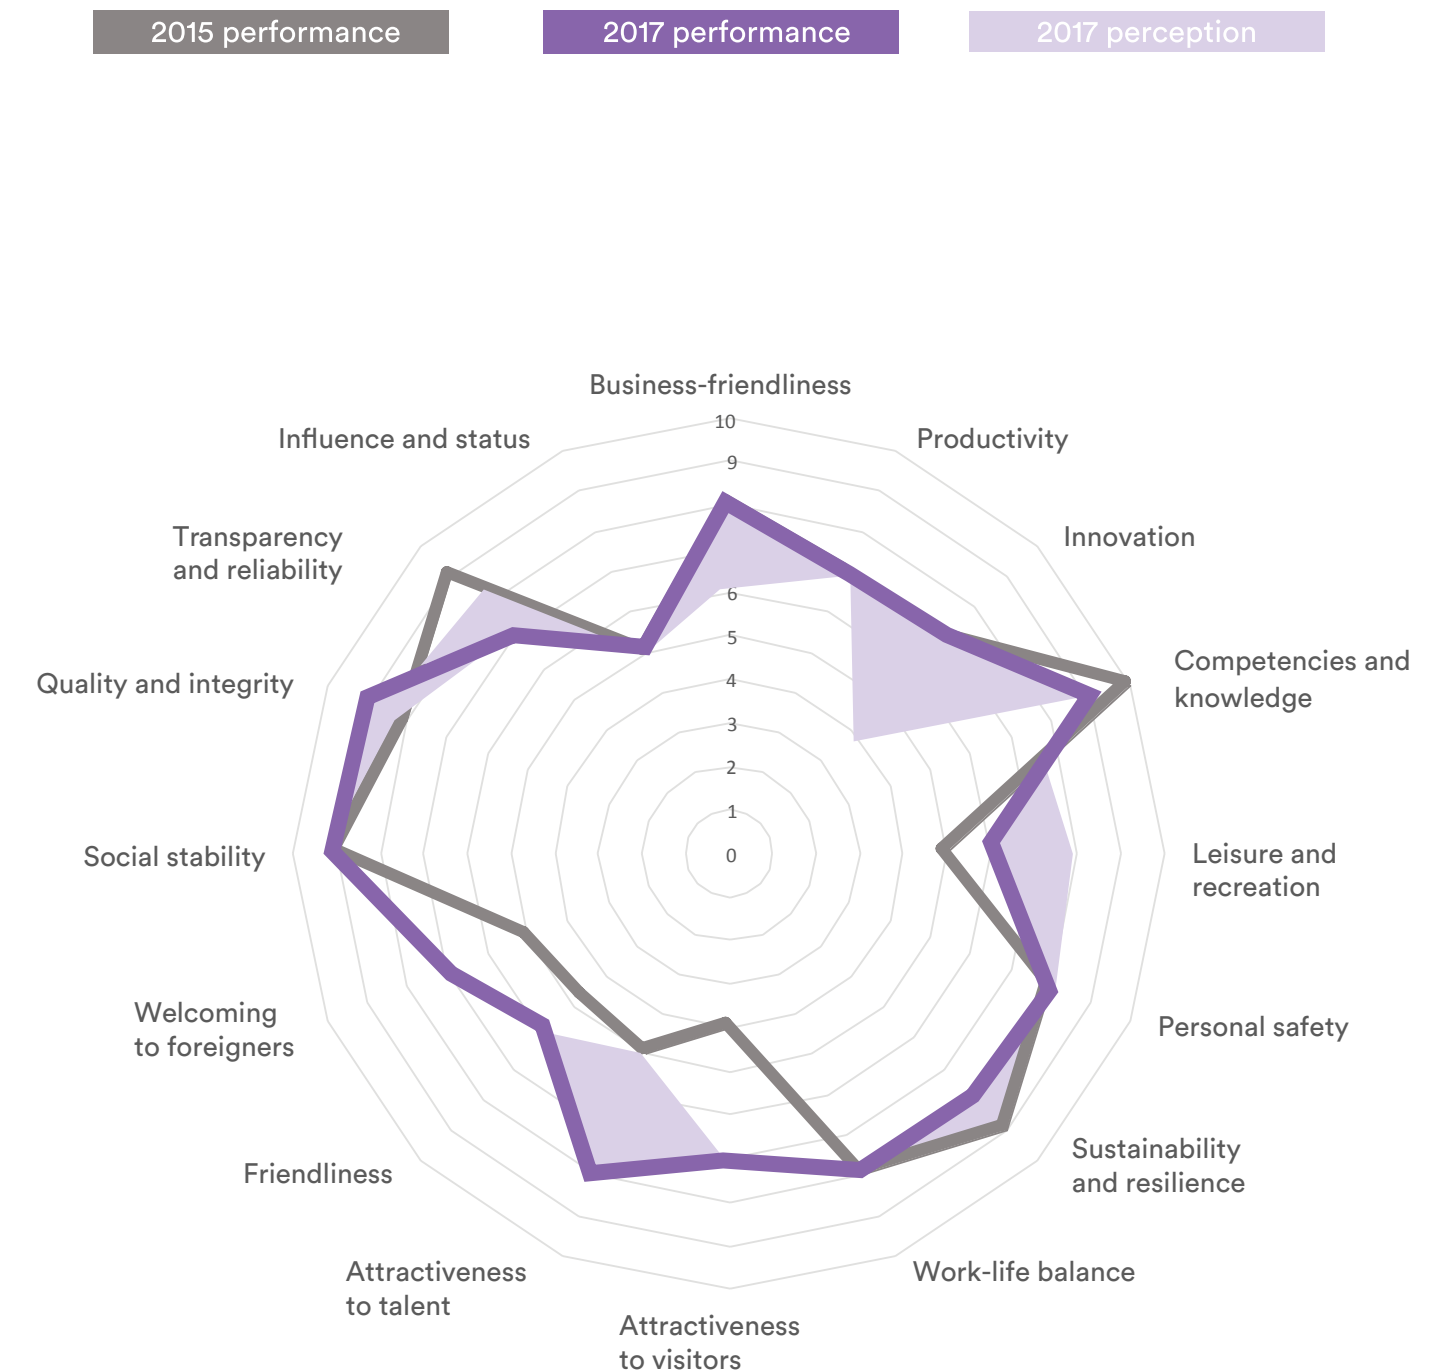 2015 performance
2017 performance
2017 perception
Business-friendliness
10
Influence and status
Productivity
9
Transparency
and reliability
Innovation
6
5
Competencies and
knowledge
Quality and integrity
4
3
2
1
Social stability
0
Leisure and
recreation
Welcoming
to foreigners
Personal safety
Friendliness
Sustainability
and resilience
Attractiveness
to talent
Work-life balance
Attractiveness
to visitors